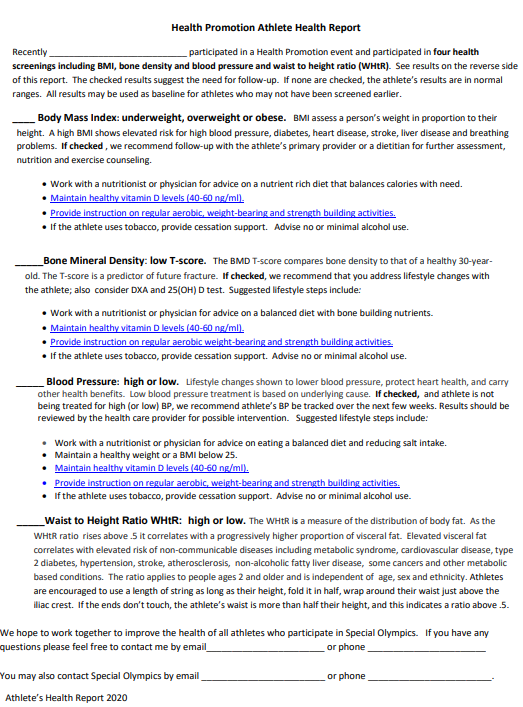 Health Promotion Athlete Health Report
Recently ____________________________ participated in a Health Promotion event and participated in four health
screenings including BMI, bone density and blood pressure and waist to height ratio (WHtR). See results on the reverse side
of this report. The checked results suggest the need for follow-up. If none are checked, the athlete's results are in normal
ranges. All results may be used as baseline for athletes who may not have been screened earlier.
____ Body Mass Index: underweight, overweight or obese. BMI assess a person's weight in proportion to their
height. A high BMI shows elevated risk for high blood pressure, diabetes, heart disease, stroke, liver disease and breathing
problems. If checked , we recommend follow-up with the athlete's primary provider or a dietitian for further assessment,
nutrition and exercise counseling.
• Work with a nutritionist or physician for advice on a nutrient rich diet that balances calories with need.
• Maintain healthy vitamin D levels (40-60 ng/ml).
• Provide instruction on regular aerobic, weight-bearing and strength building activities.
• If the athlete uses tobacco, provide cessation support. Advise no or minimal alcohol use.
_____Bone Mineral Density: low T-score. The BMD T-score compares bone density to that of a healthy 30-year-
old. The T-score is a predictor of future fracture. If checked, we recommend that you address lifestyle changes with
the athlete; also consider DXA and 25(OH) D test. Suggested lifestyle steps include:
• Work with a nutritionist or physician for advice on a balanced diet with bone building nutrients.
• Maintain healthy vitamin D levels (40-60 ng/ml).
• Provide instruction on regular aerobic weight-bearing and strength building activities.
• If the athlete uses tobacco, provide cessation support. Advise no or minimal alcohol use.
_____ Blood Pressure: high or low. Lifestyle changes shown to lower blood pressure, protect heart health, and carry
other health benefits. Low blood pressure treatment is based on underlying cause. If checked, and athlete is not
being treated for high (or low) BP, we recommend athlete's BP be tracked over the next few weeks. Results should be
reviewed by the health care provider for possible intervention. Suggested lifestyle steps include:
• Work with a nutritionist or physician for advice on eating a balanced diet and reducing salt intake.
• Maintain a healthy weight or a BMI below 25.
• Maintain healthy vitamin D levels (40-60 ng/ml).
• Provide instruction on regular aerobic, weight-bearing and strength building activities.
• If the athlete uses tobacco, provide cessation support. Advise no or minimal alcohol use.
_____Waist to Height Ratio WHtR: high or low. The WHtR is a measure of the distribution of body fat. As the
WHtR ratio rises above .5 it correlates with a progressively higher proportion of visceral fat. Elevated visceral fat
correlates with elevated risk of non-communicable diseases including metabolic syndrome, cardiovascular disease, type
2 diabetes, hypertension, stroke, atherosclerosis, non-alcoholic fatty liver disease, some cancers and other metabolic
based conditions. The ratio applies to people ages 2 and older and is independent of age, sex and ethnicity. Athletes
are encouraged to use a length of string as long as their height, fold it in half, wrap around their waist just above the
iliac crest. If the ends don't touch, the athlete's waist is more than half their height, and this indicates a ratio above .5.
We hope to work together to improve the health of all athletes who participate in Special Olympics. If you have any
questions please feel free to contact me by email________________________ or phone ________________________
You may also contact Special Olympics by email _________________________ or phone _________________________.
Athlete's Health Report 2020